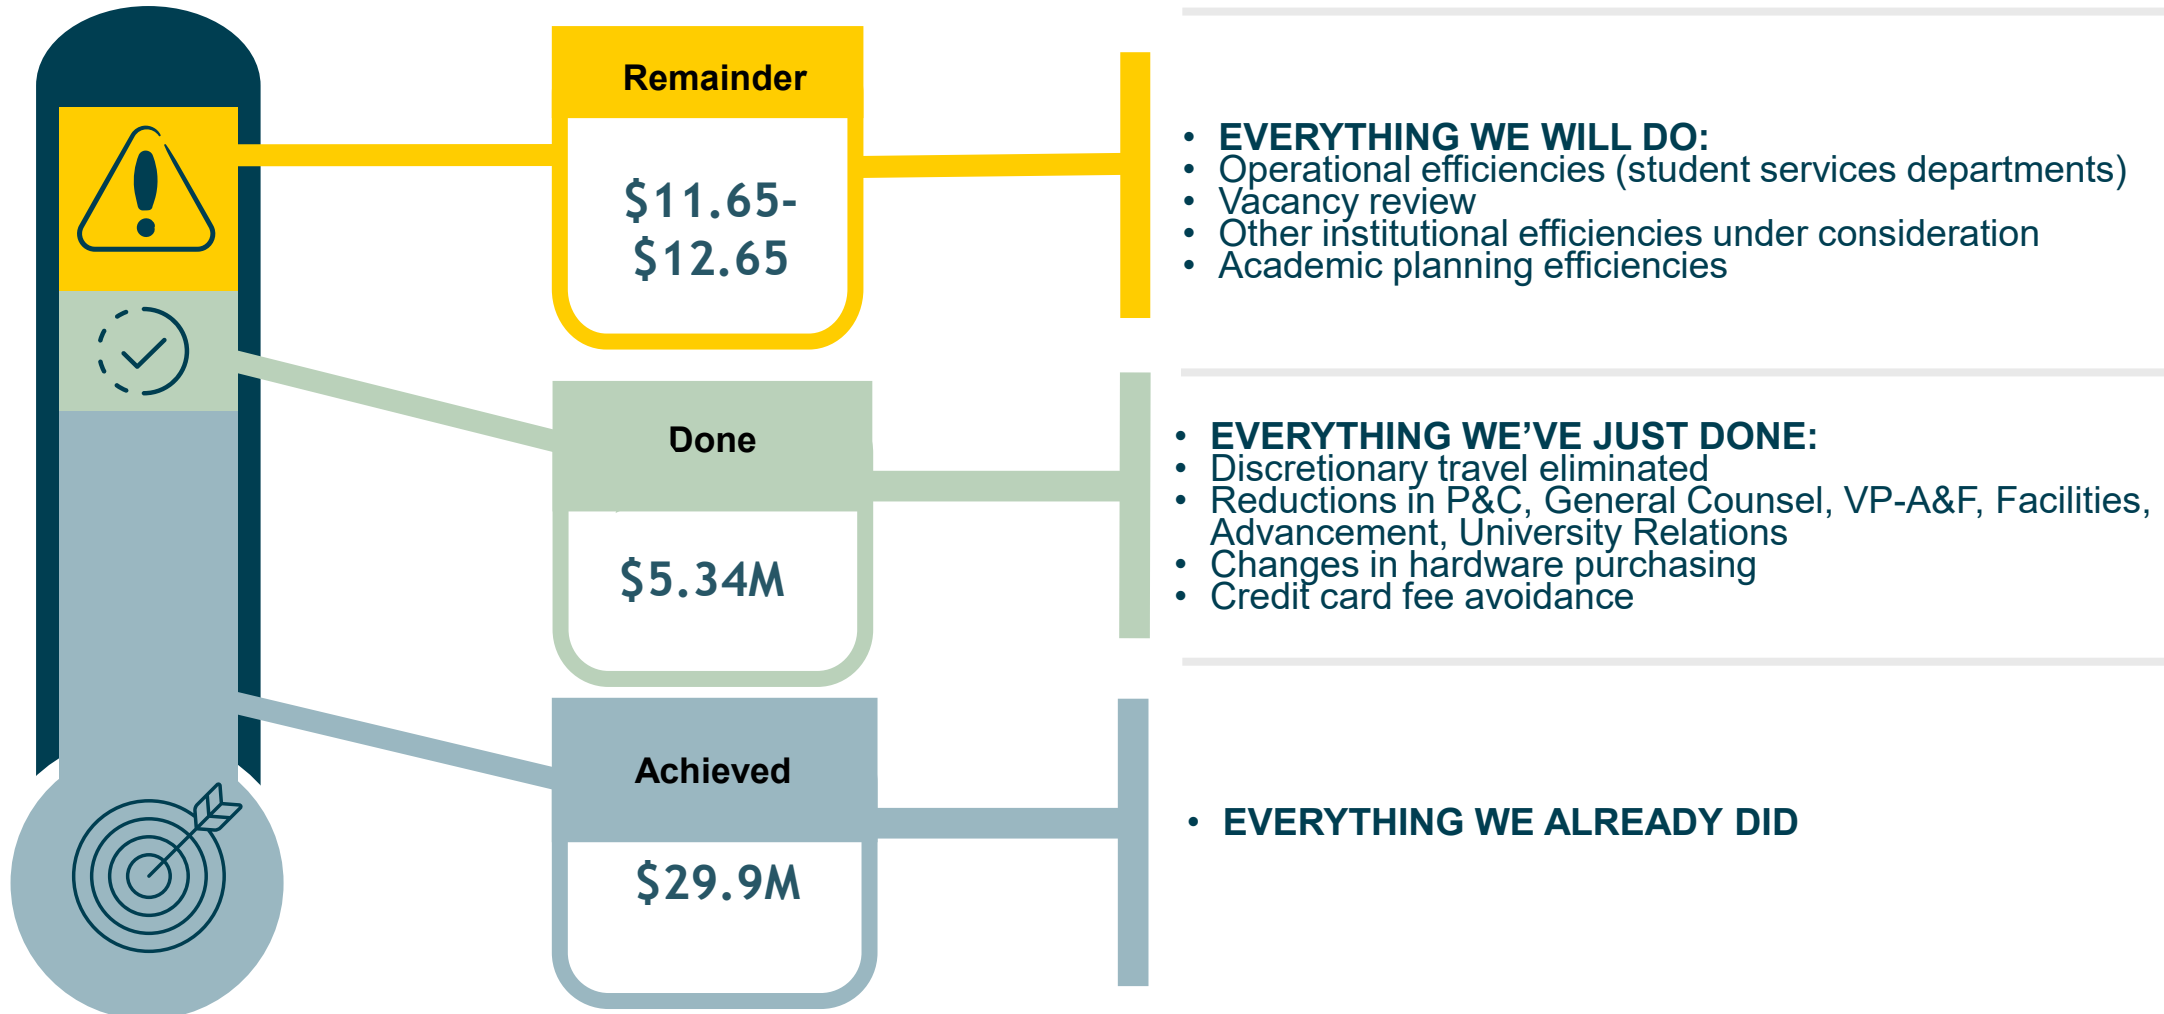 Remainder
$11.65-
$12.65
• EVERYTHING WE WILL DO:
• Operational efficiencies (student services departments)
• Vacancy review
• Other institutional efficiencies under consideration
• Academic planning efficiencies
Done
$5.34M
• EVERYTHING WE’VE JUST DONE:
• Discretionary travel eliminated
• Reductions in P&C, General Counsel, VP-A&F, Facilities,
Advancement, University Relations
• Changes in hardware purchasing
• Credit card fee avoidance
Achieved
$29.9M
• EVERYTHING WE ALREADY DID